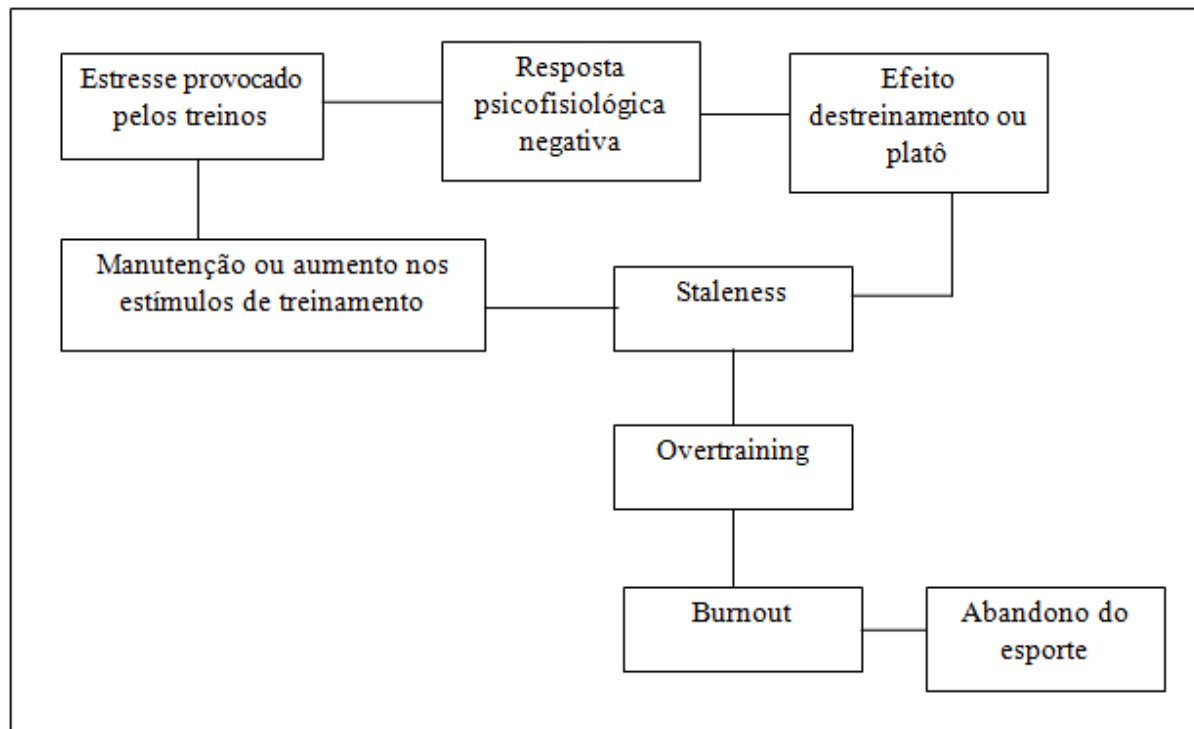 Estresse provocado
pelos treinos
Resposta
psicofisiológica
negativa
Efeito
destreinamento ou
platô
Manutenção ou aumento nos
estímulos de treinamento
Staleness
Overtraining
Burnout
Abandono do
esporte